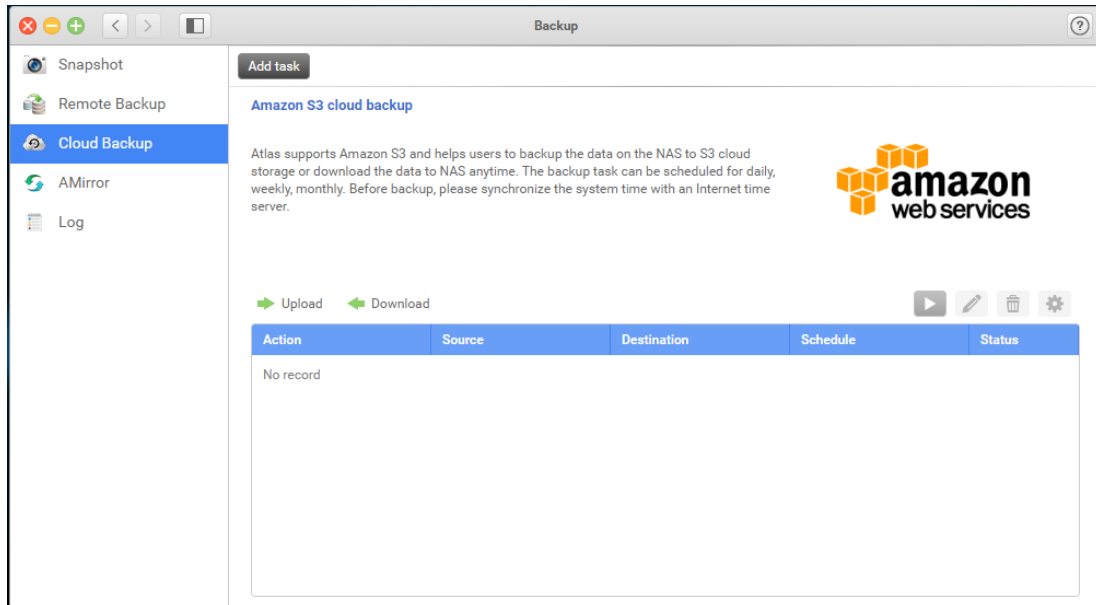 Backup
?
Snapshot
Remote Backup
Cloud Backup
AMirror
Log
Add task
Amazon S3 cloud backup
Atlas supports Amazon S3 and helps users to backup the data on the NAS to S3 cloud
storage or download the data to NAS anytime. The backup task can be scheduled for daily,
weekly, monthly. Before backup, please synchronize the system time with an Internet time
server.
amazon
web services
Upload
Download
Action Source Destination Schedule Status
No record